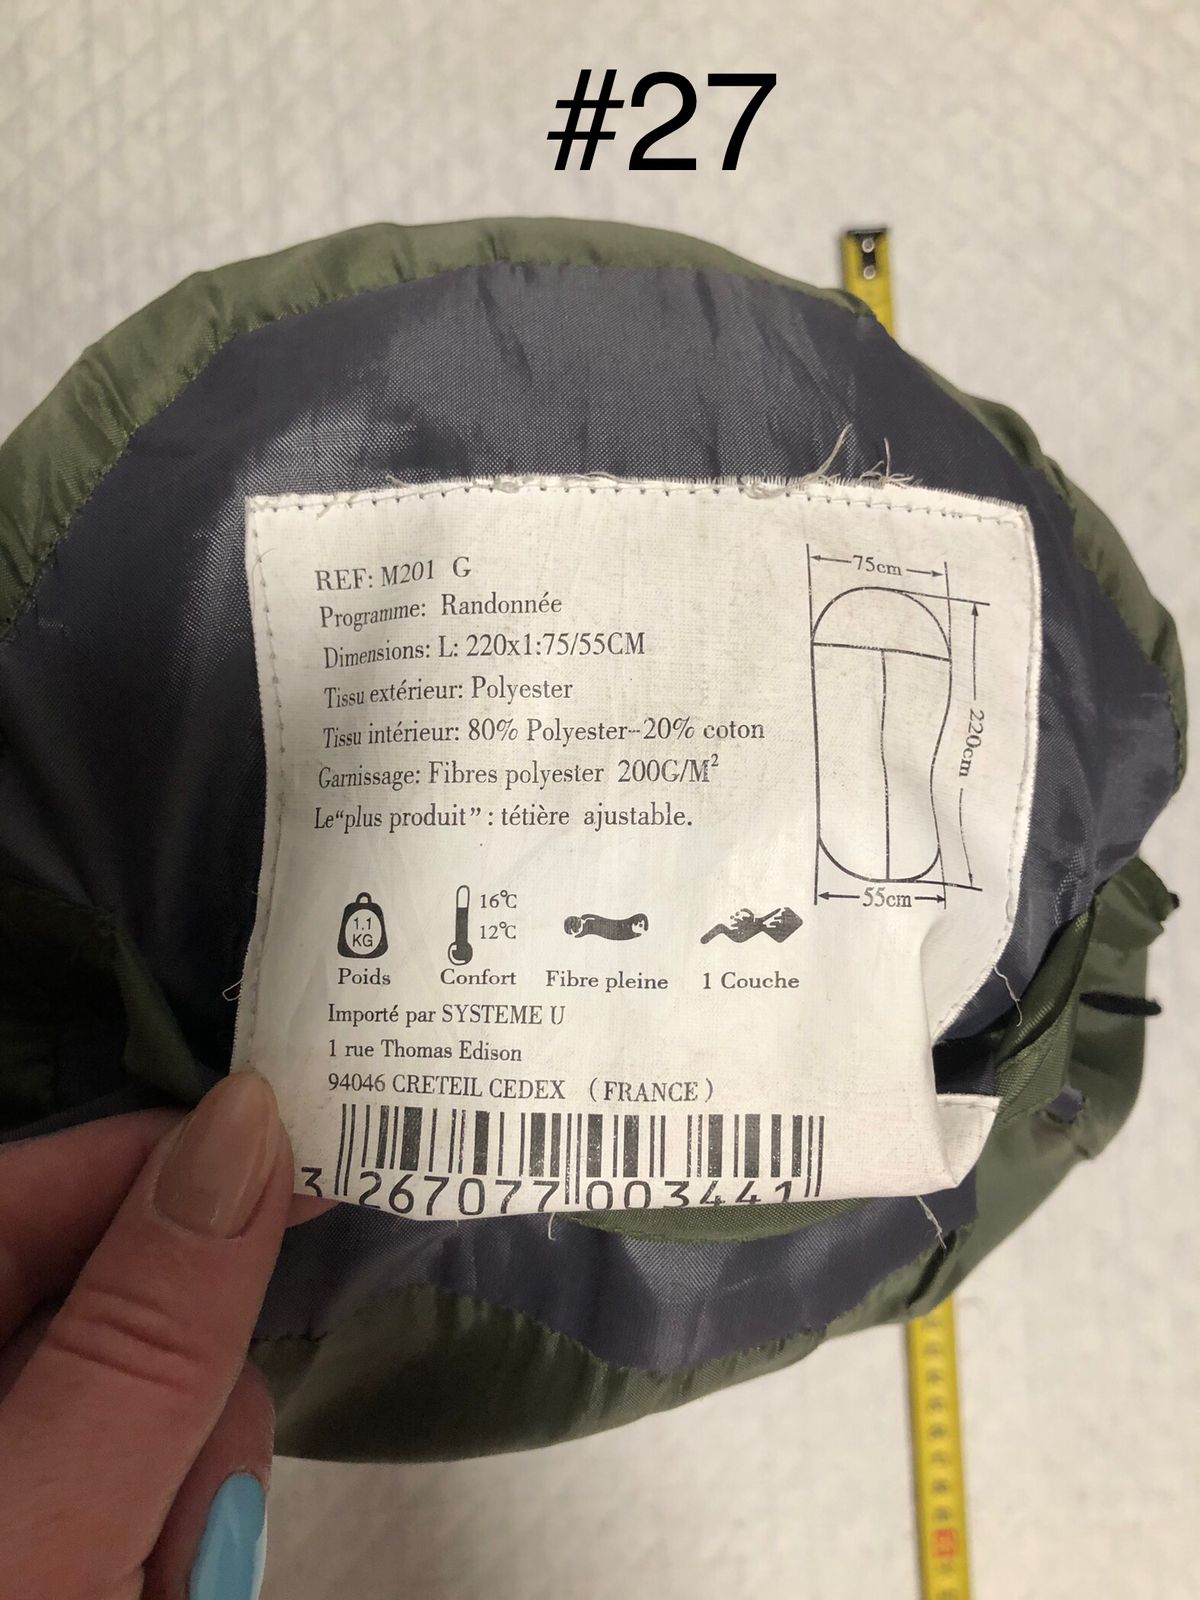 #27
REF: M201 G
Programme: Randonnée
Dimensions: L: 220x1:75/55CM
Tissu extérieur: Polyester
Tissu intérieur: 80% Polyester--20% coton
Garnissage: Fibres polyester 200G/M²
Le“plus produit” : tétière ajustable.
75cm
220cm
55cm
1.1
KG
16℃
12℃
Poids
Confort
Fibre pleine
1 Couche
Importé par SYSTEME U
1 rue Thomas Edison
94046 CRETEIL CEDEX (FRANCE)
3 267077 003441